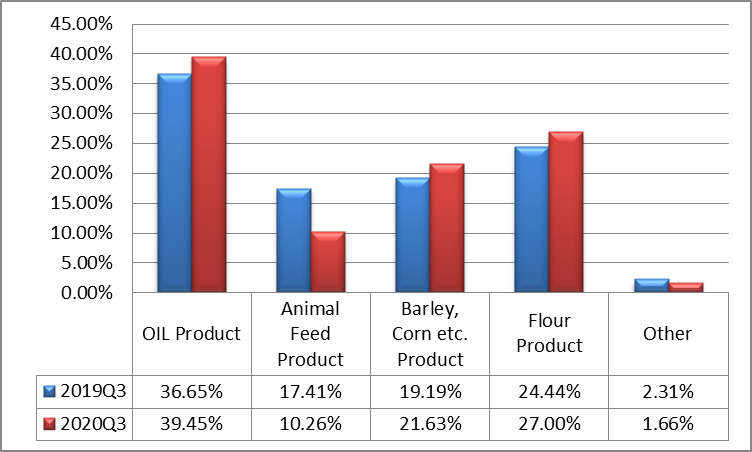 45.00%
40.00%
35.00%
30.00%
25.00%
20.00%
15.00%
10.00%
5.00%
0.00%
OIL Product
Animal
Feed
Product
Barley,
Corn etc.
Product
Flour
Product
Other
2019Q3 36.65% 17.41% 19.19% 24.44% 2.31%
2020Q3 39.45% 10.26% 21.63% 27.00% 1.66%